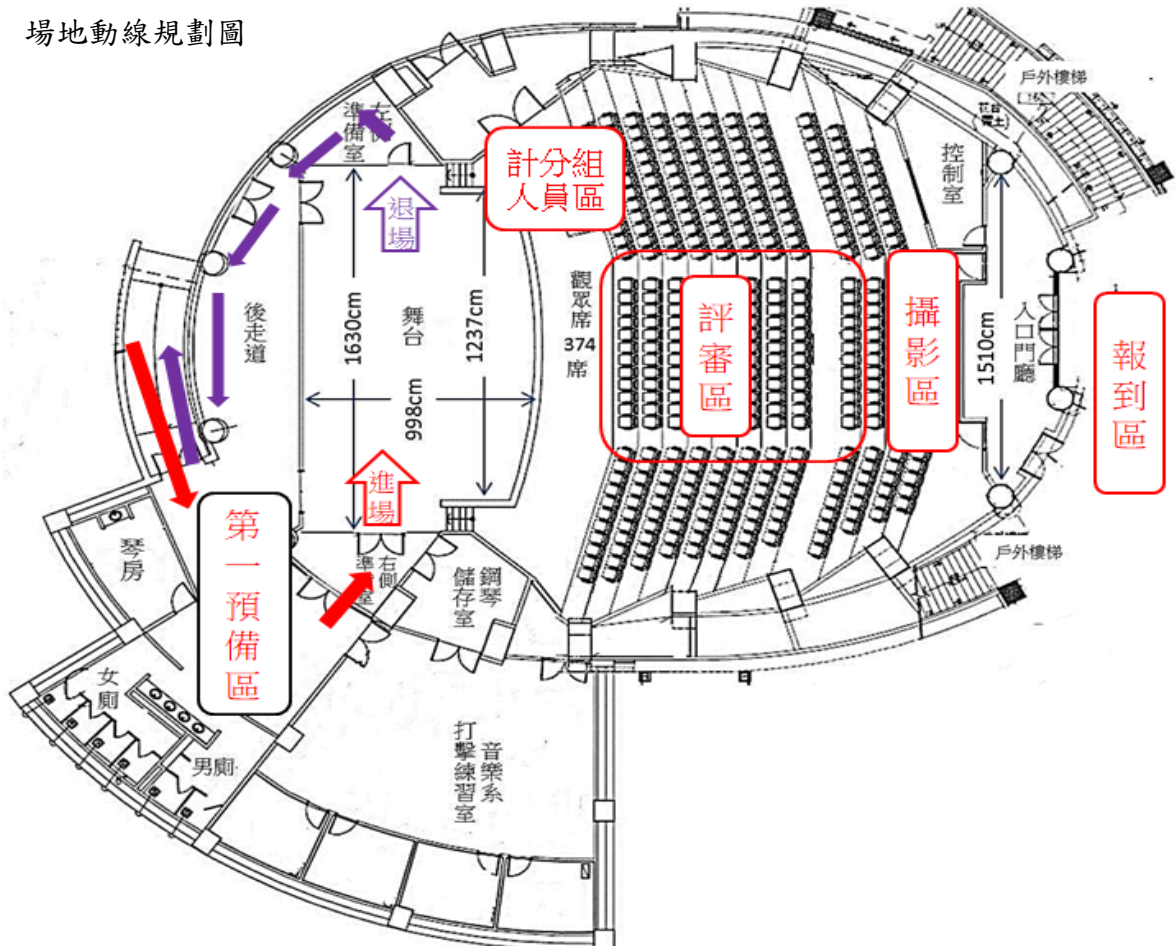 場地動線規劃圖
戶外樓梯
左側
準備室
退場
計分組
人員區
控制室
1630cm
舞台
1237cm
998cm
觀眾席
374
席
評審區
攝影區
1510cm
入口門廳
報到區
後走道
進場
第一預備區
琴房
右側
準
室
鋼琴
儲存室
戶外樓梯
女廁
男廁
音樂系
打擊練習室